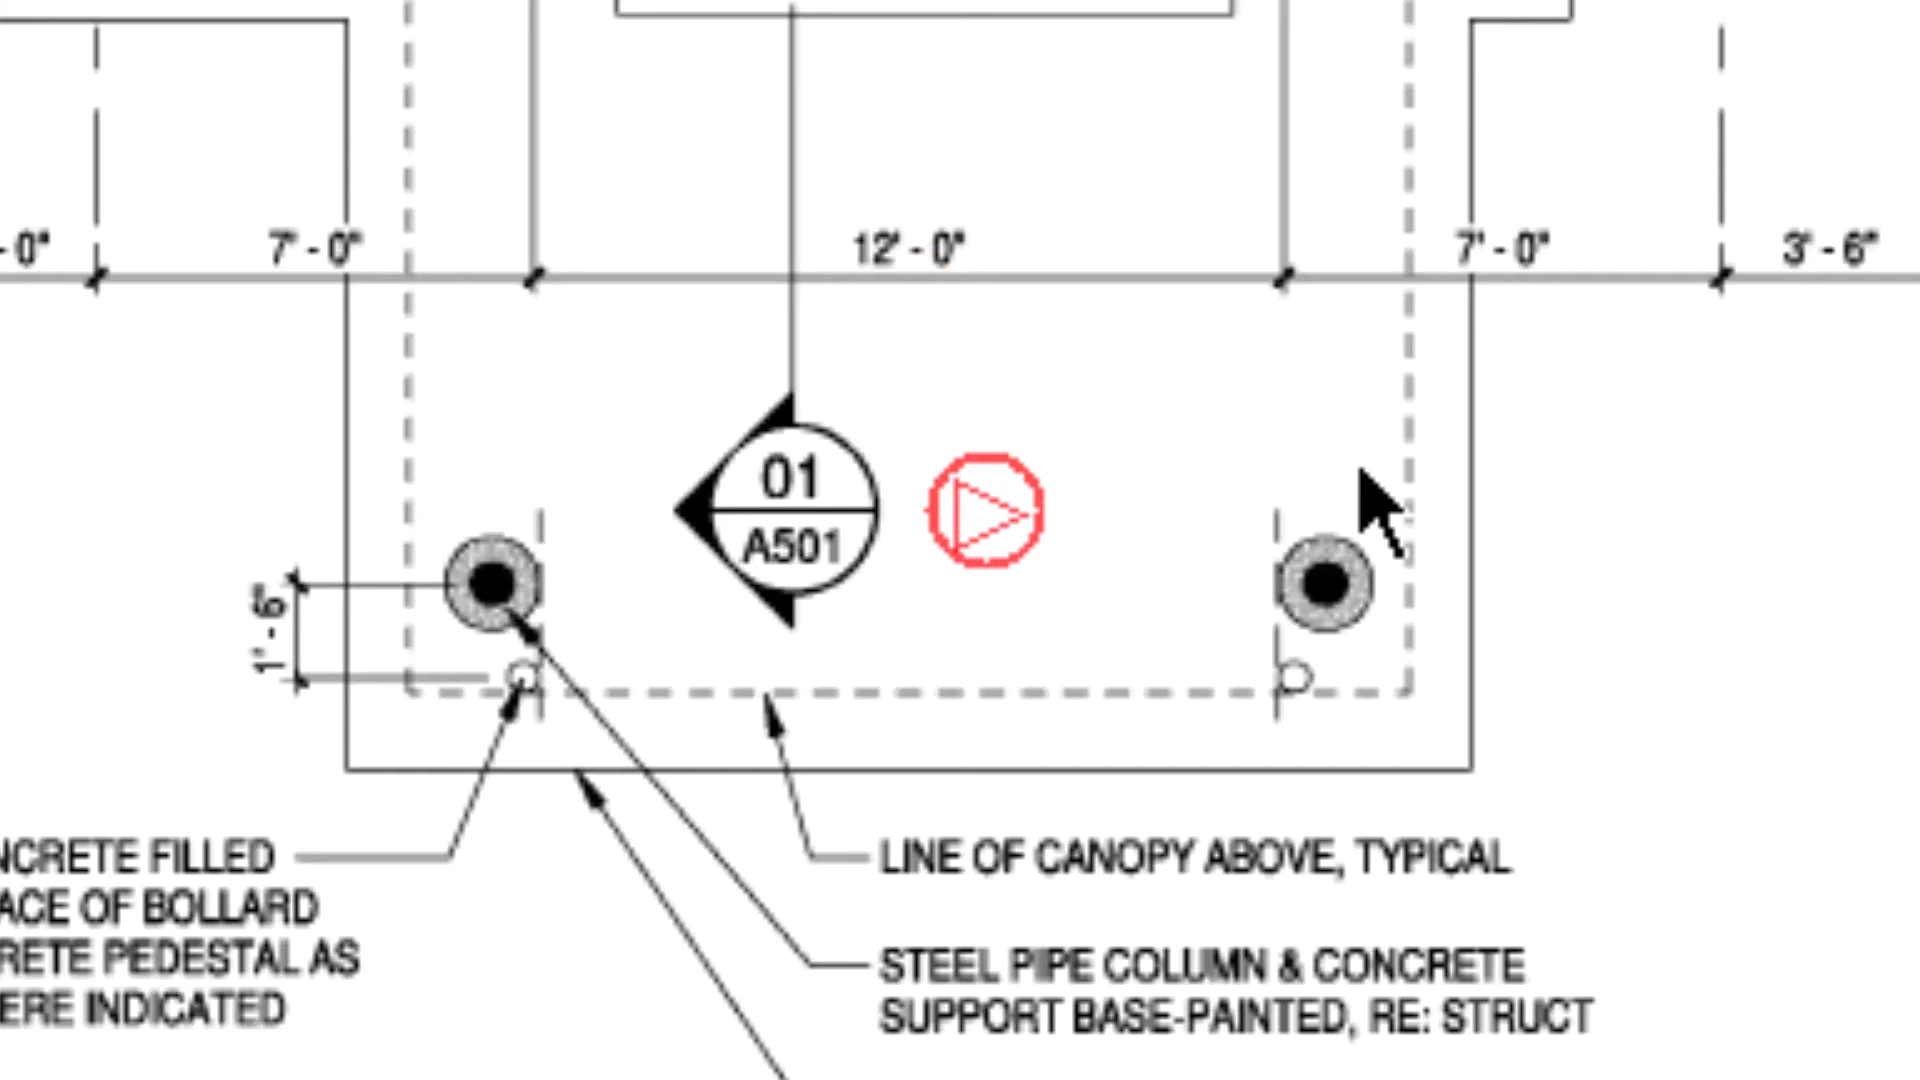 - 0"
7' - 0"
12' - 0"
7' - 0"
3' - 6"
01
A501
1' - 6"
NCRETE FILLED
ACE OF BOLLARD
RETE PEDESTAL AS
ERE INDICATED
LINE OF CANOPY ABOVE, TYPICAL
STEEL PIPE COLUMN & CONCRETE
SUPPORT BASE-PAINTED, RE: STRUCT